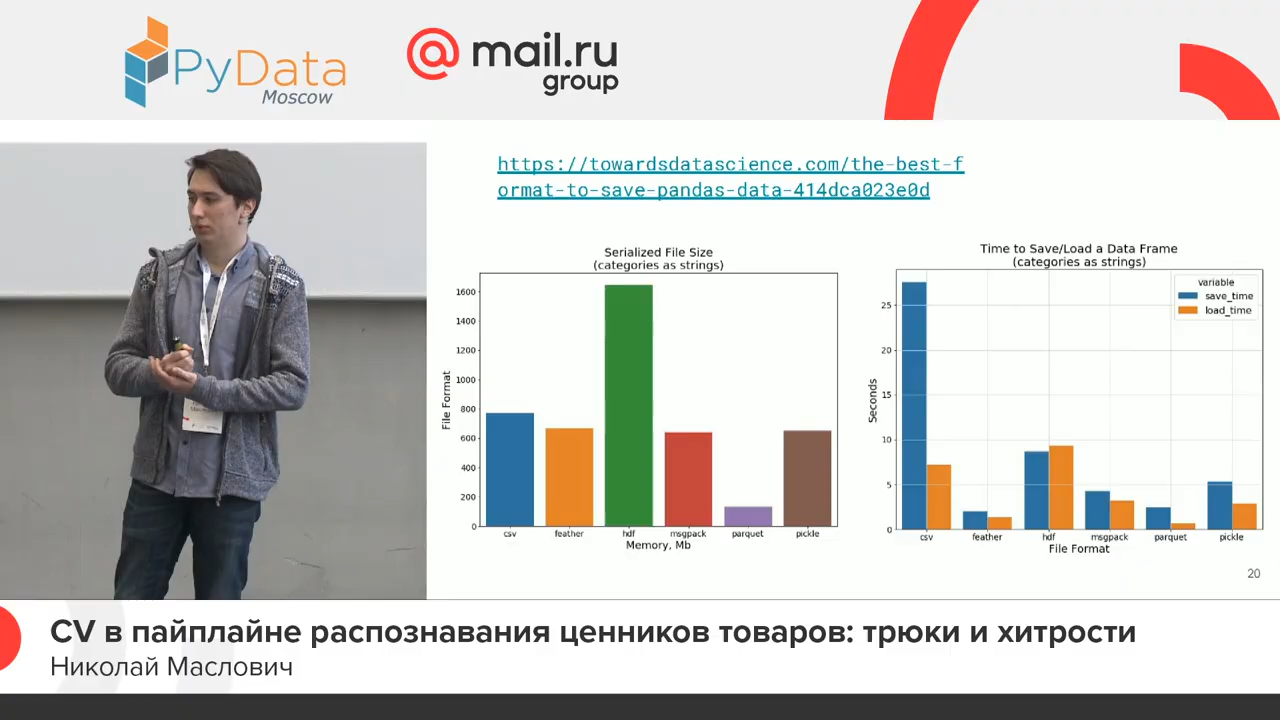 PyData
Moscow
@mail.ru
group
https://towardsdatascience.com/the-best-f
ormat-to-save-pandas-data-414dca023e0d
Serialized File Size
(categories as strings)
File Format
1600
1400
1200
1000
800
600
400
200
0
csv feather hdf msgpack parquet pickle
Memory, Mb
Time to Save/Load a Data Frame
(categories as strings)
variable
save_time
load_time
Seconds
25
20
15
10
5
0
csv feather hdf msgpack parquet pickle
File Format
20
CV в пайплайне распознавания ценников товаров: трюки и хитрости
Николай Маслович